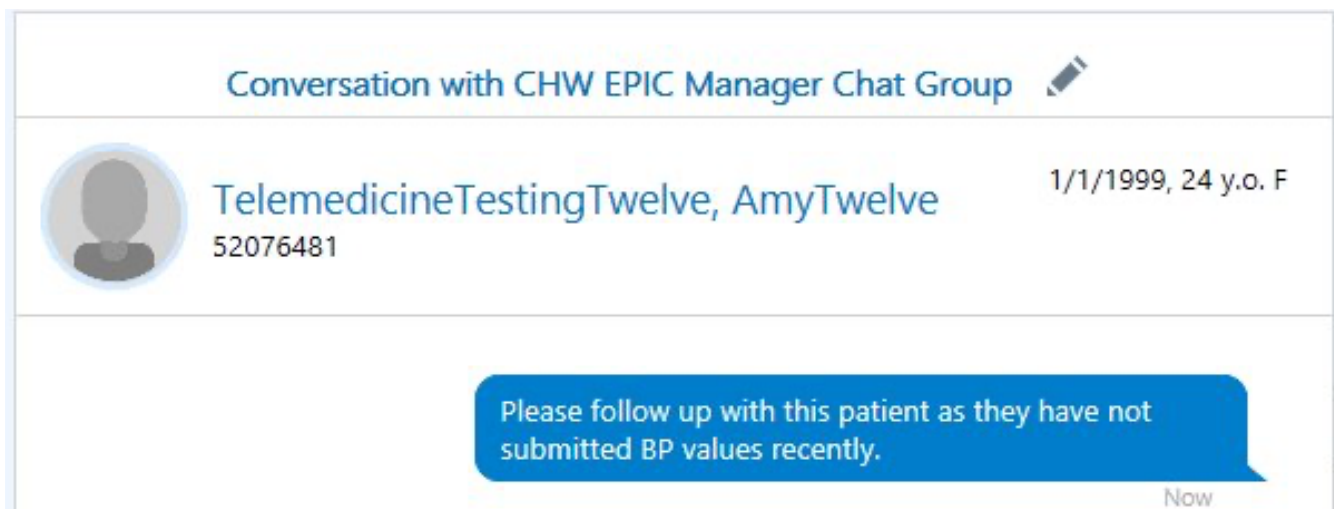 Conversation with CHW EPIC Manager Chat Group
TelemedicineTestingTwelve, AmyTwelve
1/1/1999, 24 y.o. F
52076481
Please follow up with this patient as they have not
submitted BP values recently.
Now